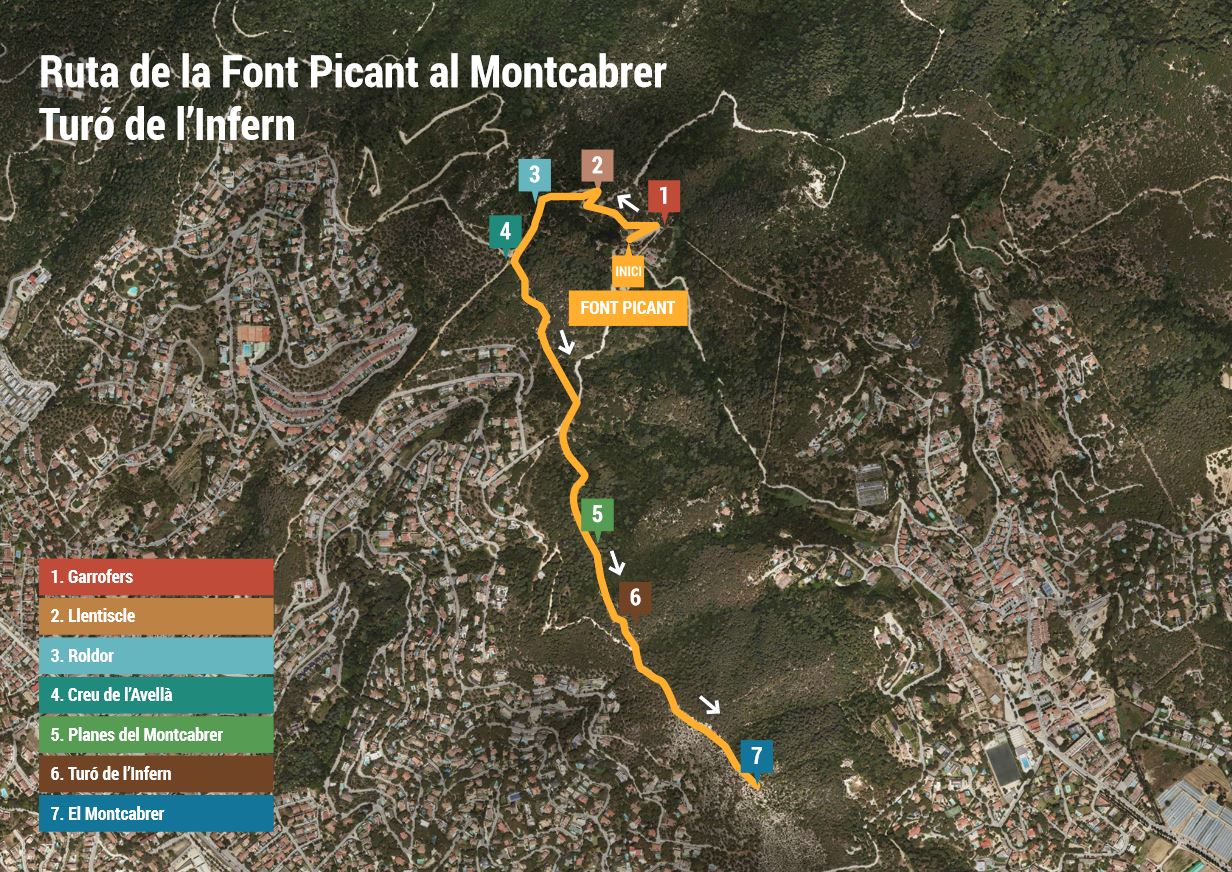 Ruta de la Font Picant al Montcabrer
Turó de l'Infern
3
2
1
4
INICI
FONT PICANT
5
6
7
1. Garrofers
2. Llentiscle
3. Roldor
4. Creu de l'Avellà
5. Planes del Montcabrer
6. Turó de l'Infern
7. El Montcabrer